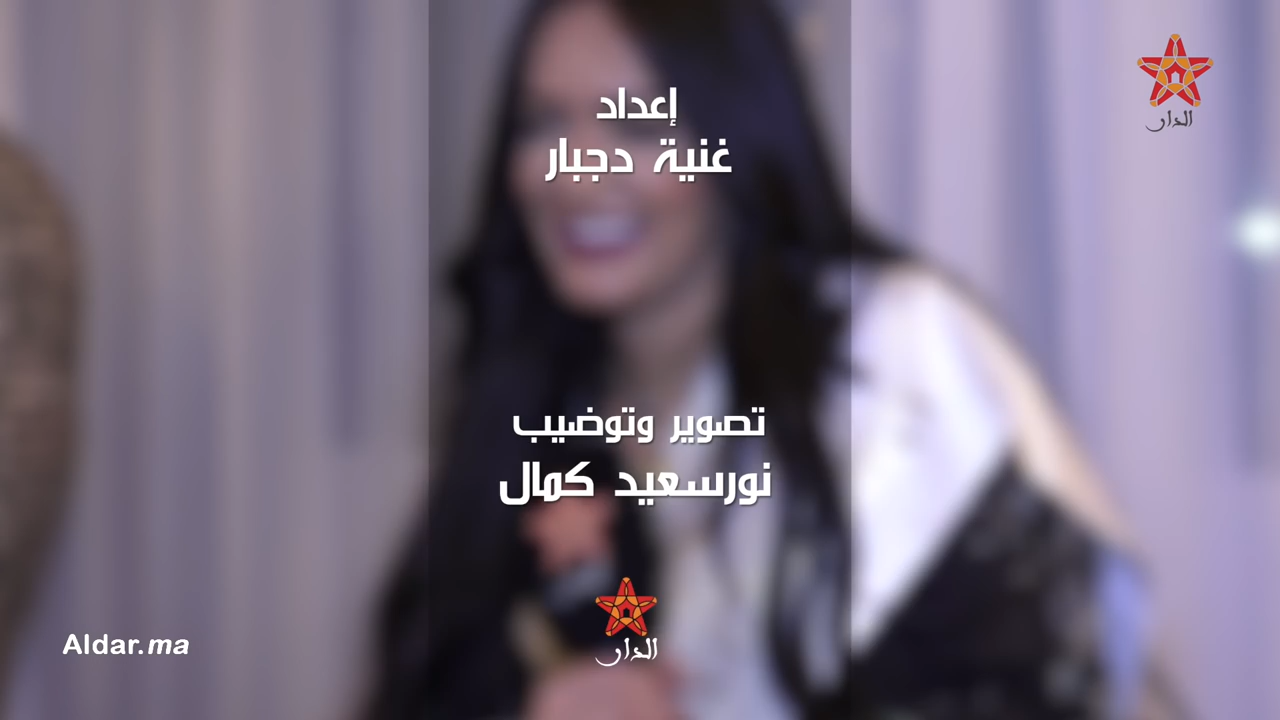 الدار
إعداد
غنية دجبار
تصوير وتوضيب
نورسعيد كمال
الدار
Aldar.ma